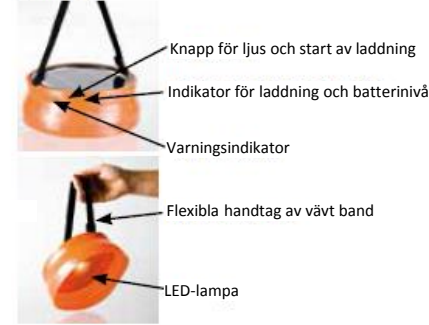 Knapp för ljus och start av laddning
Indikator för laddning och batterinivå
Varningsindikator
Flexibla handtag av vävt band
LED-lampa